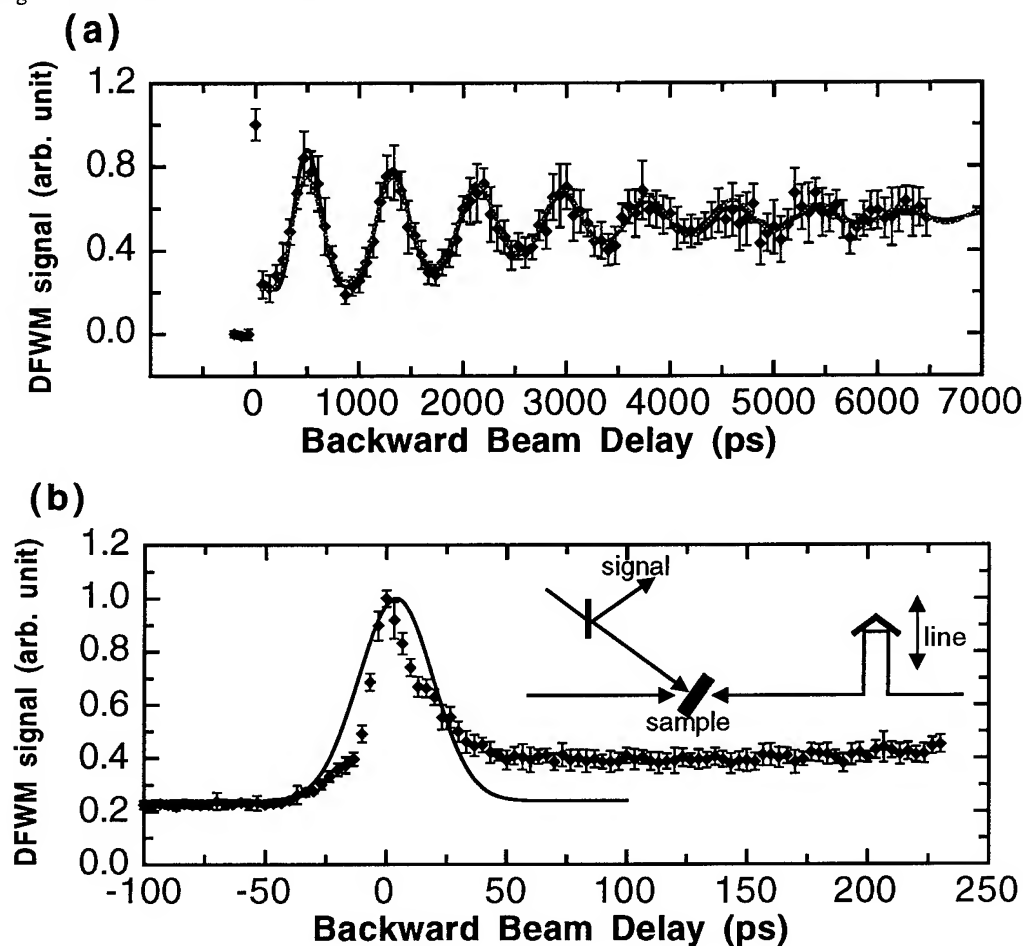 (a)
DFWM signal (arb. unit)
1.2
0.8
0.4
0.0
0 1000 2000 3000 4000 5000 6000 7000
Backward Beam Delay (ps)
(b)
DFWM signal (arb. unit)
1.2
1.0
0.8
0.6
0.4
0.2
0.0
signal
line
sample
-100 -50 0 50 100 150 200 250
Backward Beam Delay (ps)